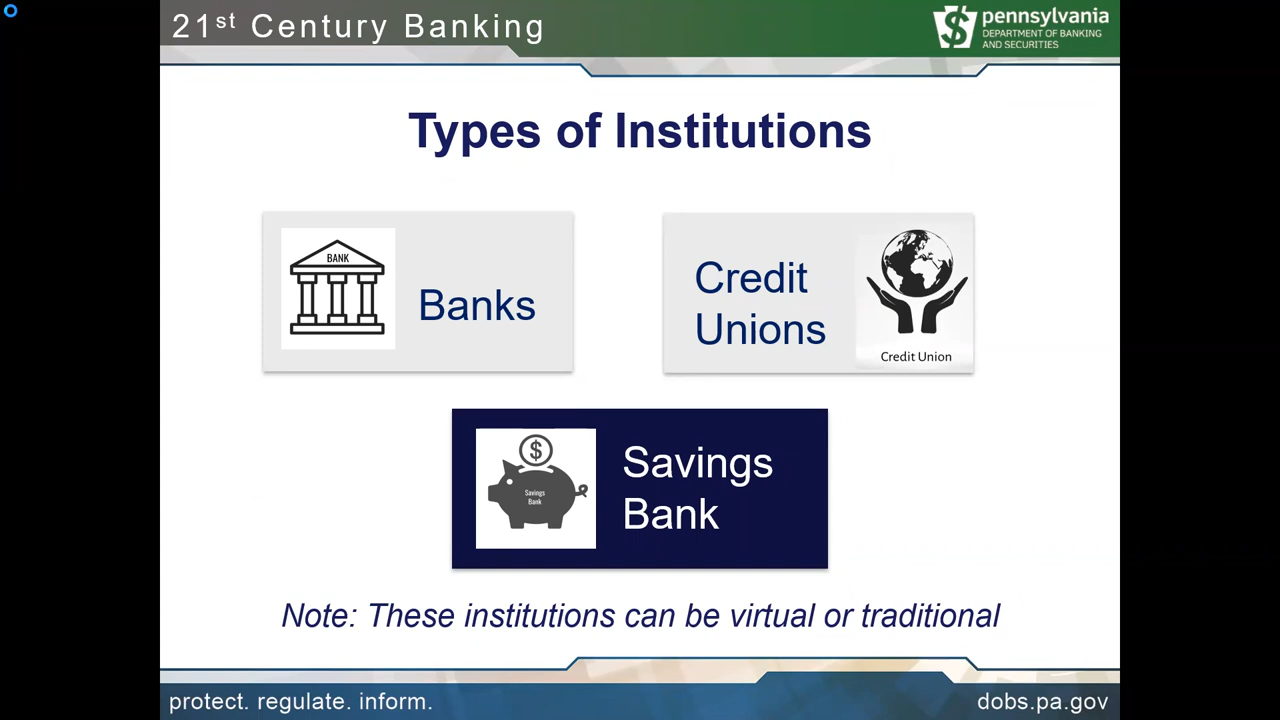 21st Century Banking
pennsylvania
DEPARTMENT OF BANKING
AND SECURITIES
Types of Institutions
BANK
Banks
Credit
Unions
Credit Union
$
Savings
Bank
Savings
Bank
Note: These institutions can be virtual or traditional
protect. regulate. inform.
dobs.pa.gov